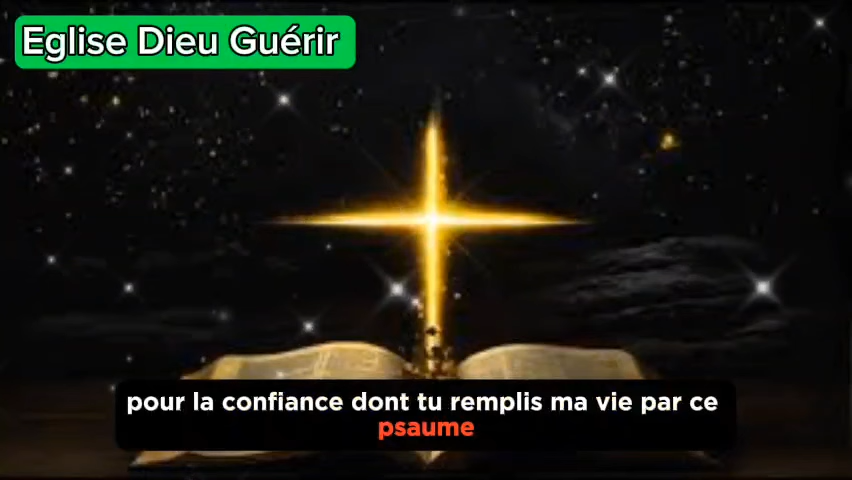 Eglise Dieu Guérir
pour la confiance dont tu remplis ma vie par ce
psaume